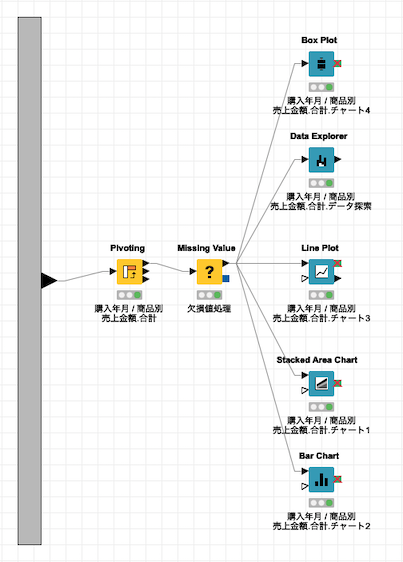 Box Plot
購入年月 / 商品別
売上金額.合計.チャート4
Data Explorer
購入年月 / 商品別
売上金額.合計.データ探索
Pivoting
購入年月 / 商品別
売上金額.合計
Missing Value
?
欠損値処理
Line Plot
購入年月 / 商品別
売上金額.合計.チャート3
Stacked Area Chart
購入年月 / 商品別
売上金額.合計.チャート1
Bar Chart
購入年月 / 商品別
売上金額.合計.チャート2